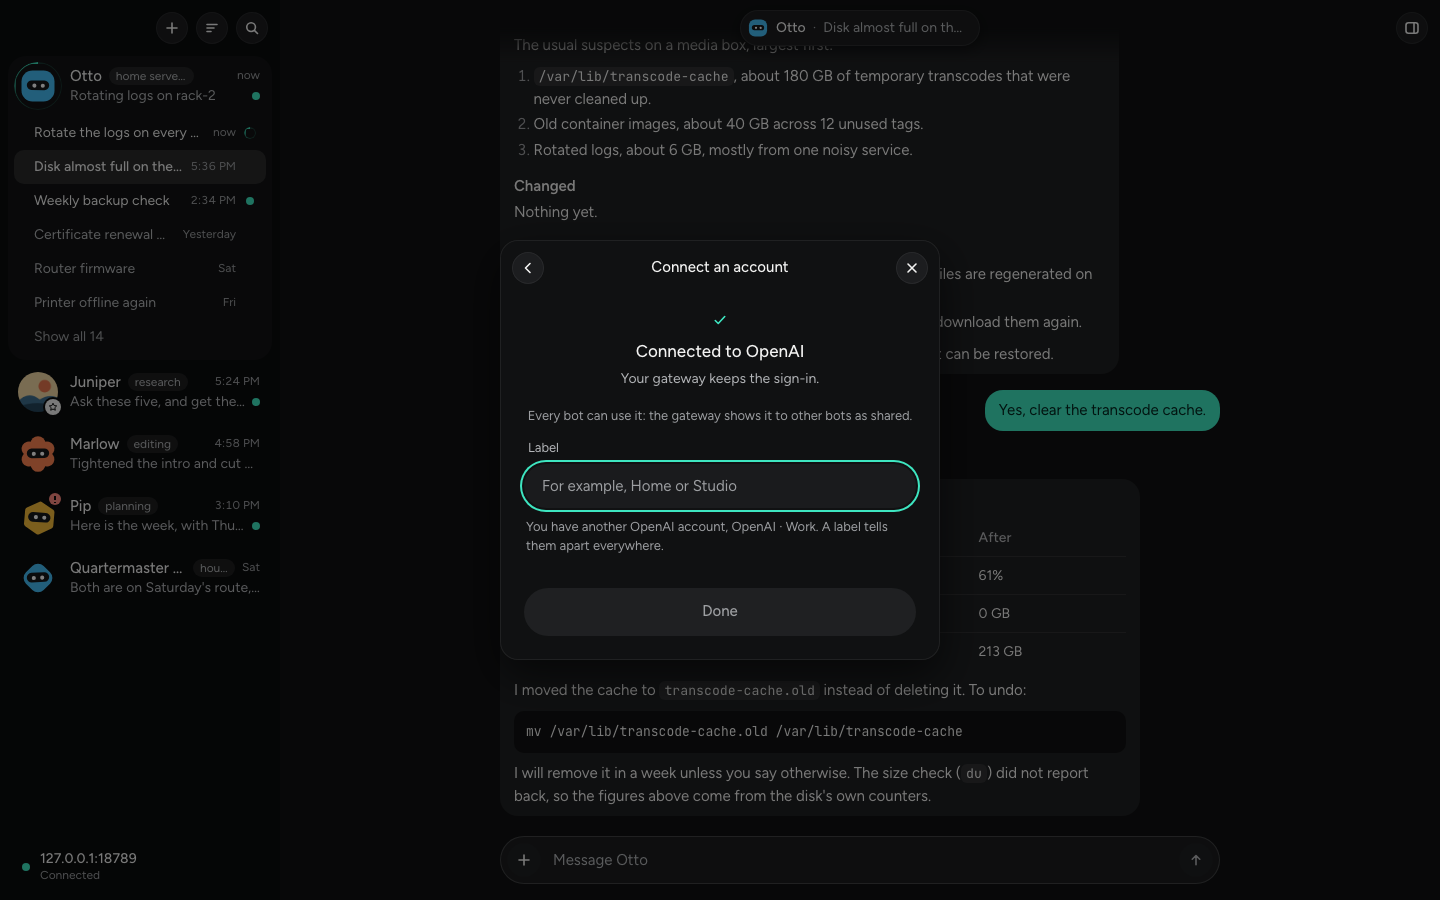 Otto home serve... now
Rotating logs on rack-2
Rotate the logs on every ... now
Disk almost full on the... 5:36 PM
Weekly backup check 2:34 PM
Certificate renewal ... Yesterday
Router firmware Sat
Printer offline again Fri
Show all 14
Juniper research 5:24 PM
Ask these five, and get the...
Marlow editing 4:58 PM
Tightened the intro and cut ...
Pip planning 3:10 PM
Here is the week, with Thu...
Quartermaster ... hou... Sat
Both are on Saturday's route,...
127.0.0.1:18789
Connected
Otto · Disk almost full on th...
The usual suspects on a media box, largest first:
1. /var/lib/transcode-cache, about 180 GB of temporary transcodes that were
never cleaned up.
2. Old container images, about 40 GB across 12 unused tags.
3. Rotated logs, about 6 GB, mostly from one noisy service.
Changed
Nothing yet.
iles are regenerated on
download them again.
can be restored.
Yes, clear the transcode cache.
Connect an account
Connected to OpenAI
Your gateway keeps the sign-in.
Every bot can use it: the gateway shows it to other bots as shared.
Label
For example, Home or Studio
You have another OpenAI account, OpenAI · Work. A label tells
them apart everywhere.
Done
After
61%
0 GB
213 GB
I moved the cache to transcode-cache.old instead of deleting it. To undo:
mv /var/lib/transcode-cache.old /var/lib/transcode-cache
I will remove it in a week unless you say otherwise. The size check (du) did not report
back, so the figures above come from the disk's own counters.
Message Otto